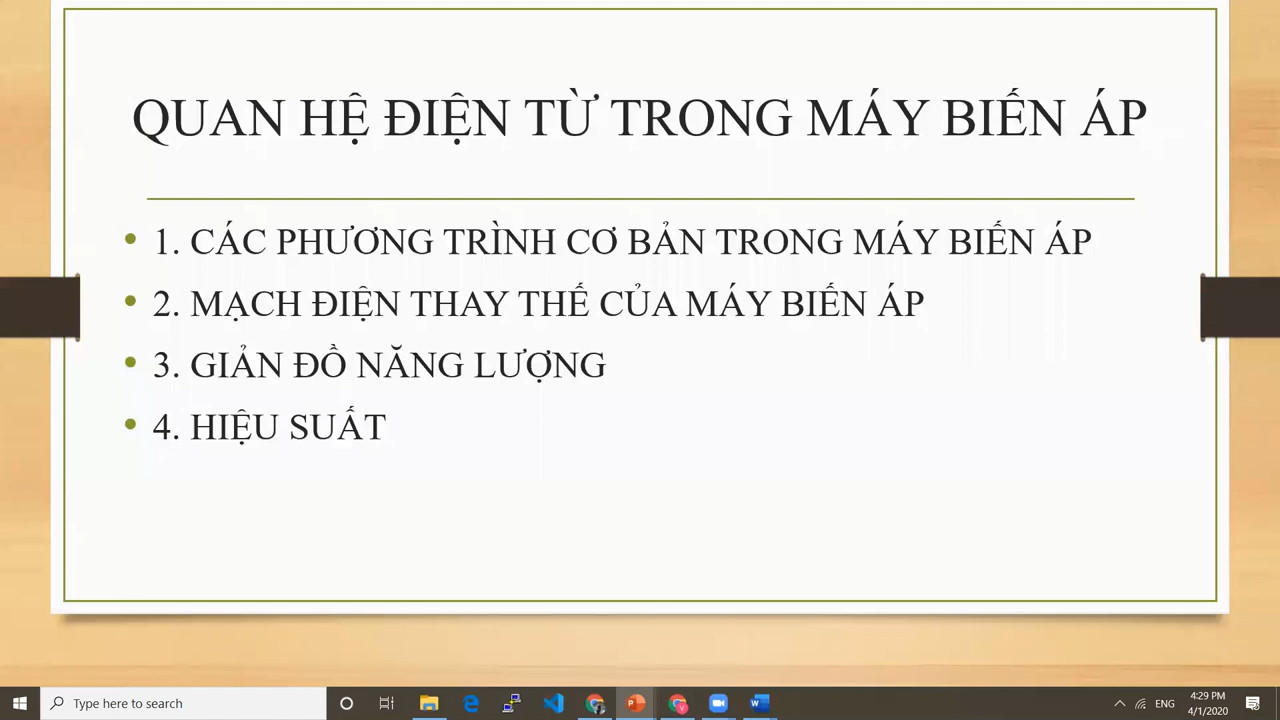 QUAN HỆ ĐIỆN TỪ TRONG MÁY BIẾN ÁP
• 1. CÁC PHƯƠNG TRÌNH CƠ BẢN TRONG MÁY BIẾN ÁP
• 2. MẠCH ĐIỆN THAY THẾ CỦA MÁY BIẾN ÁP
• 3. GIẢN ĐỒ NĂNG LƯỢNG
• 4. HIỆU SUẤT
Type here to search
ENG
4:29 PM
4/1/2020